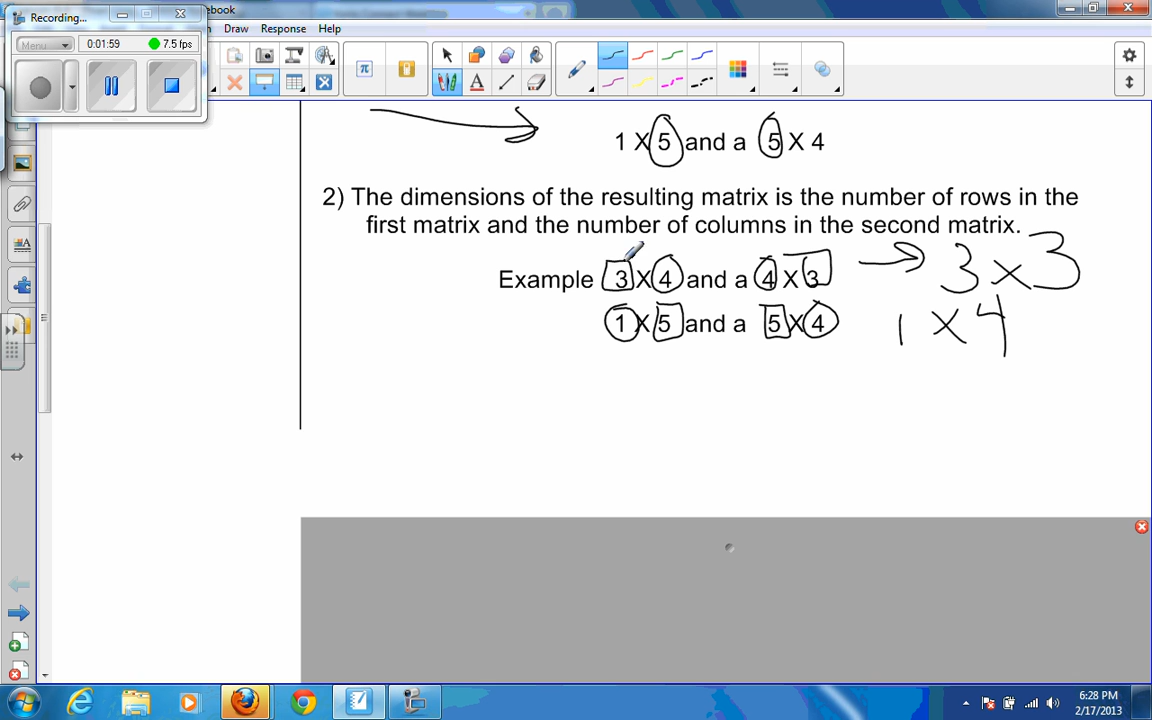 Recording...
ebook
Menu
0:01:59
7.5 fps
Draw
Response
Help
1 X 5 and a 5 X 4
2) The dimensions of the resulting matrix is the number of rows in the
first matrix and the number of columns in the second matrix.
Example 3 X 4 and a 4 X 3 → 3 x 3
1 X 5 and a 5 X 4 1 x 4
6:28 PM
2/17/2013